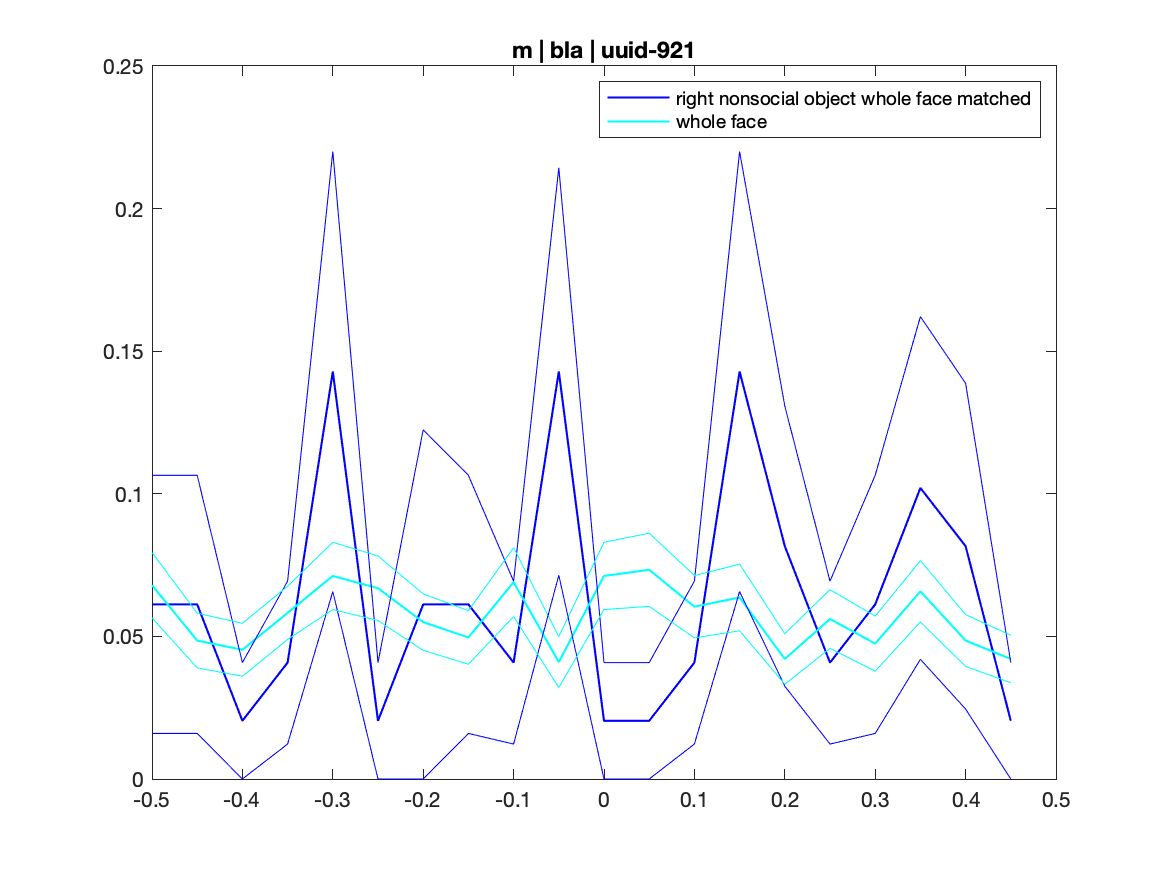 m | bla | uuid-921
right nonsocial object whole face matched
whole face
0.25
0.2
0.15
0.1
0.05
0
-0.5 -0.4 -0.3 -0.2 -0.1 0 0.1 0.2 0.3 0.4 0.5